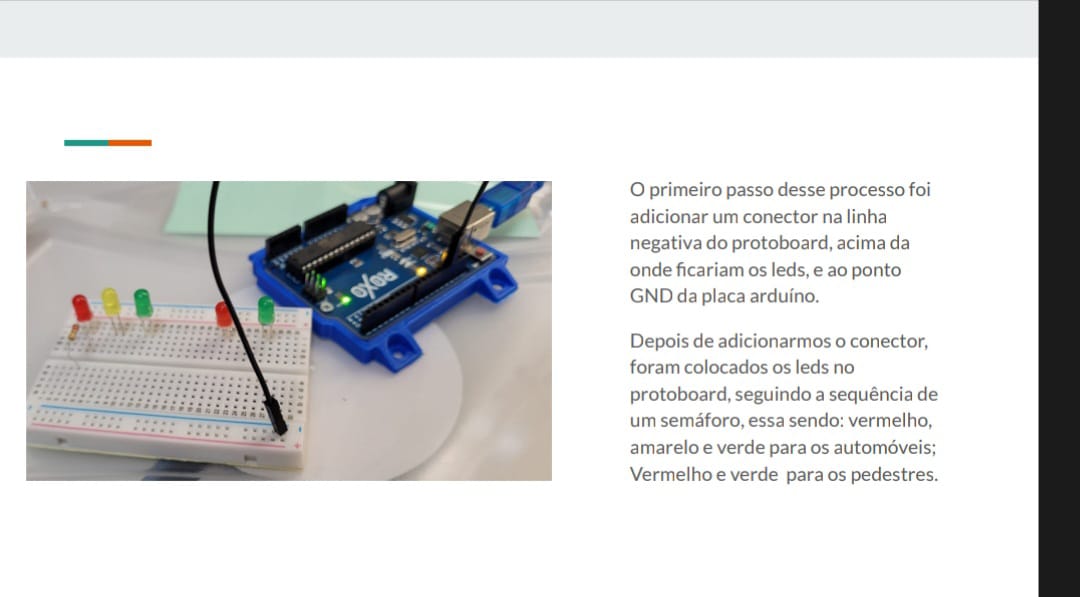 O primeiro passo desse processo foi
adicionar um conector na linha
negativa do protoboard, acima da
onde ficariam os leds, e ao ponto
GND da placa arduíno.
Depois de adicionarmos o conector,
foram colocados os leds no
protoboard, seguindo a sequência de
um semáforo, essa sendo: vermelho,
amarelo e verde para os automóveis;
Vermelho e verde  para os pedestres.